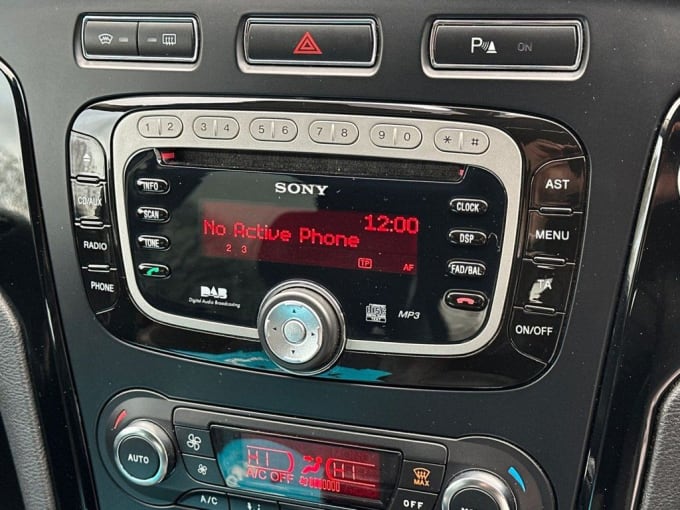 P ON
1 2 3 4 5 6 7 8 9 0 * #
SONY
INFO
CD/AUX
SCAN
RADIO
TONE
PHONE
AST
CLOCK
MENU
DSP
TA
FAD/BAL
ON/OFF
No Active Phone 12:00
2 3 TP AF
DAB
Digital Audio Broadcasting
MP3
AUTO
HI HI
A/C OFF
MAX
A/C
OFF